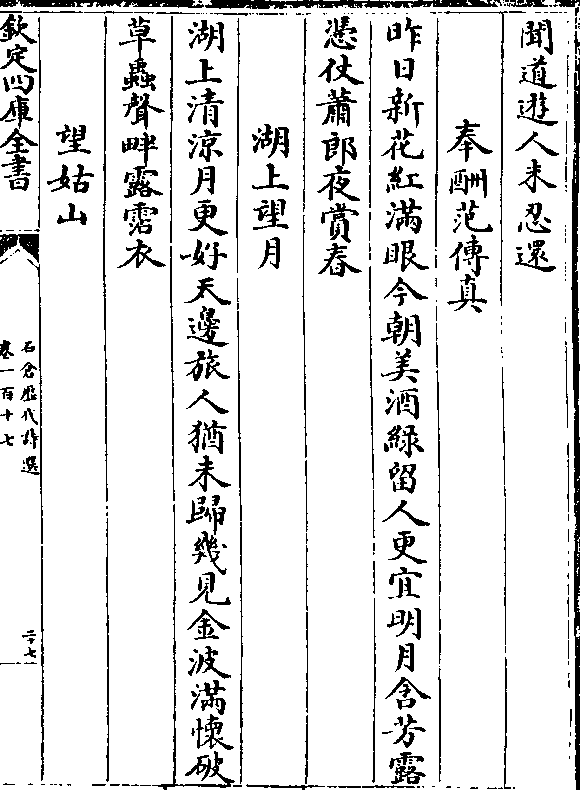 聞道遊人未忍還
奉酬范傳真
昨日新花紅滿眼今朝美酒緑留人更宜明月含芳露
憑仗蕭郎夜賞春
湖上望月
湖上清涼月更好天邊旅人猶未歸幾見金波滿懷破
草蟲聲畔露霑衣
望姑山
欽定四庫全書
石倉歷代詩選
卷一百十七
二十七